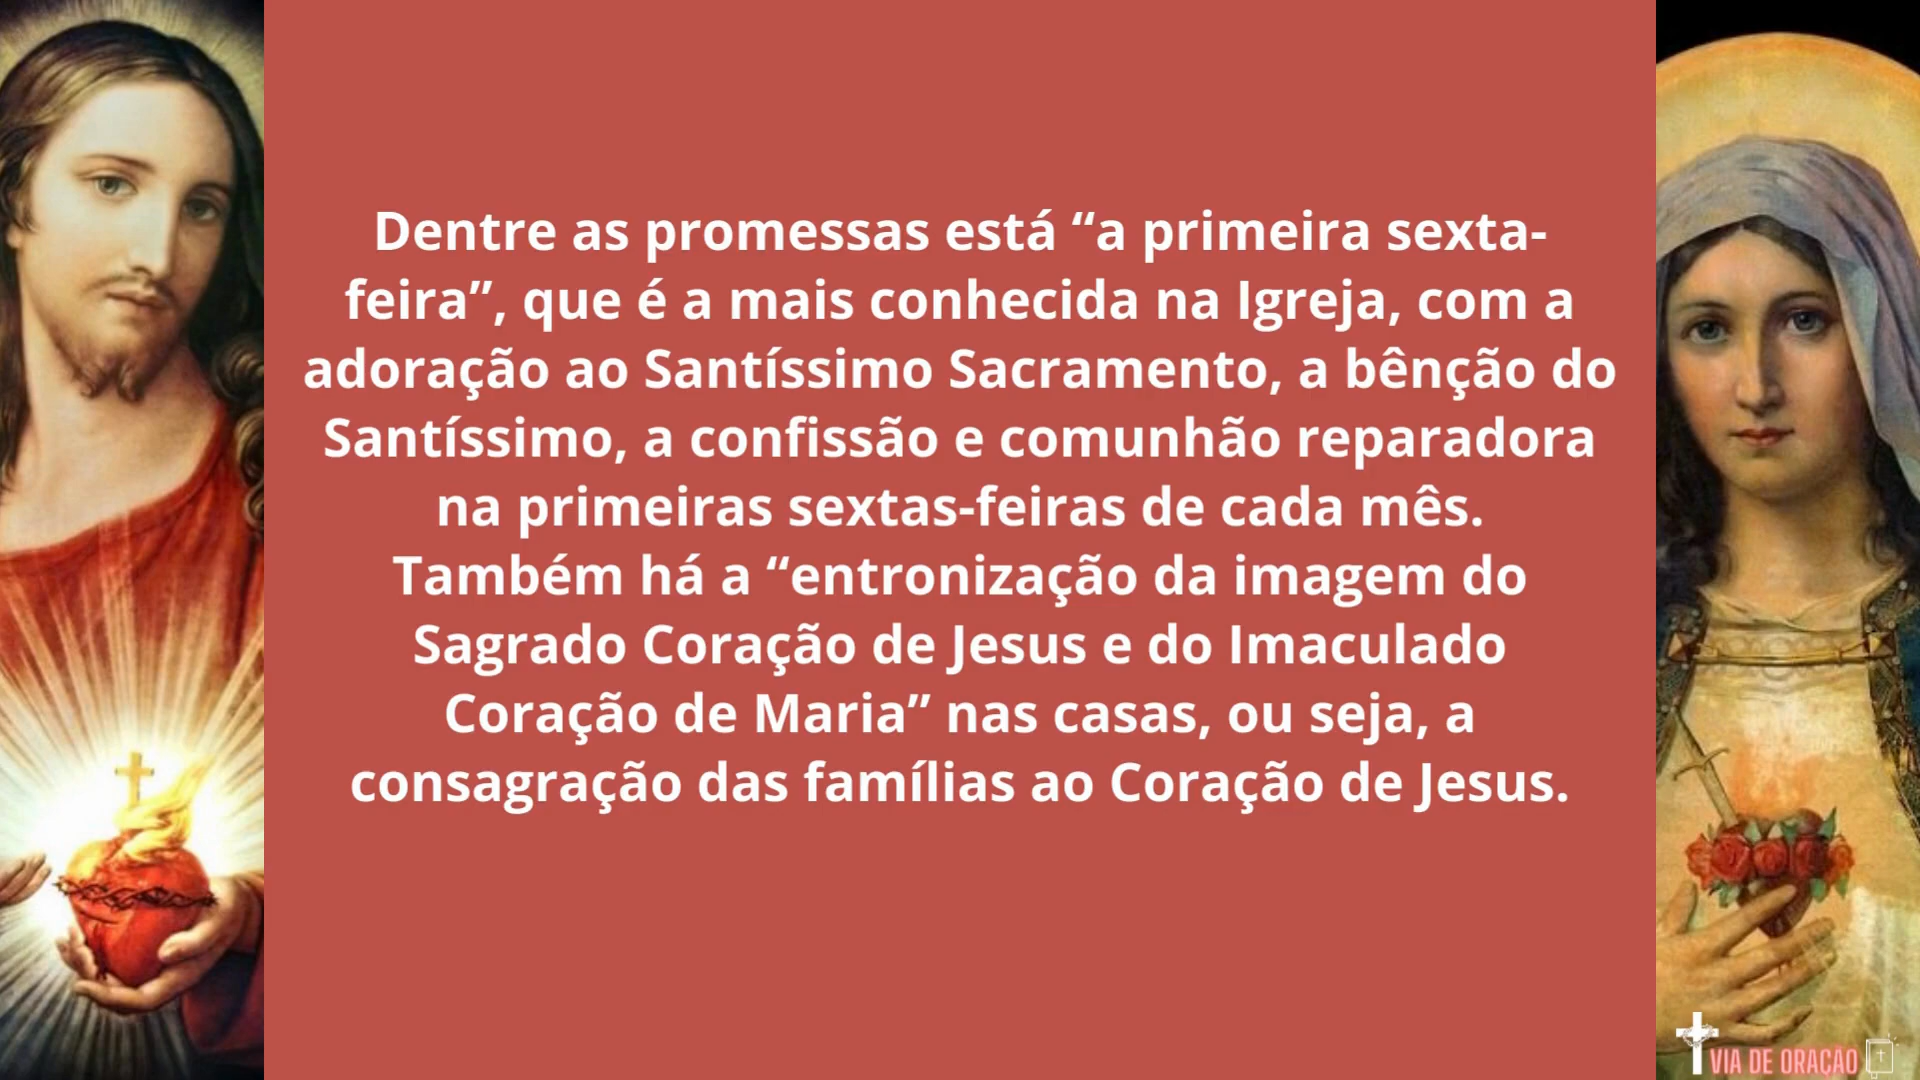 Dentre as promessas está “a primeira sexta-
feira”, que é a mais conhecida na Igreja, com a
adoração ao Santíssimo Sacramento, a bênção do
Santíssimo, a confissão e comunhão reparadora
na primeiras sextas-feiras de cada mês.
Também há a “entronização da imagem do
Sagrado Coração de Jesus e do Imaculado
Coração de Maria” nas casas, ou seja, a
consagração das famílias ao Coração de Jesus.
VIA DE ORAÇÃO